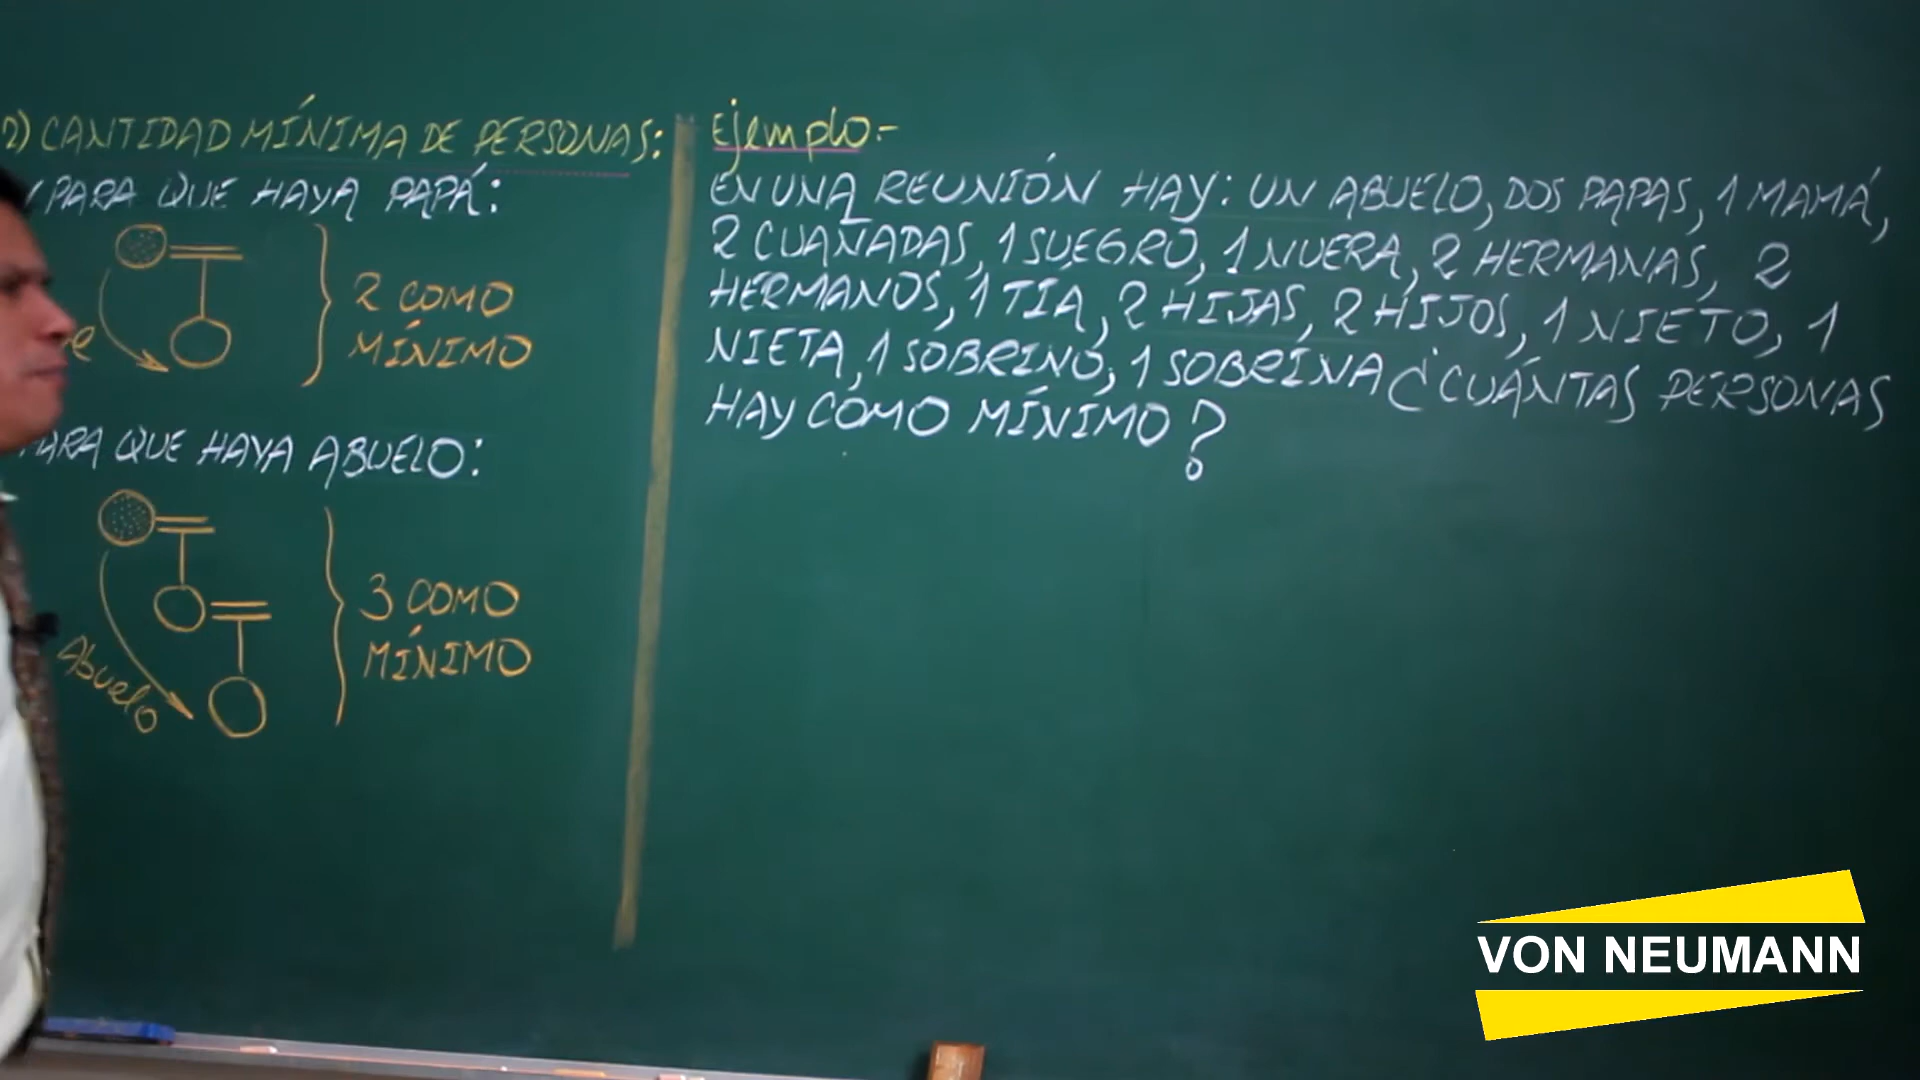 2) CANTIDAD MÍNIMA DE PERSONAS:
PARA QUE HAYA PAPÁ:
2 COMO
MÍNIMO
PARA QUE HAYA ABUELO:
Abuelo
3 COMO
MÍNIMO
Ejemplo:-
EN UNA REUNIÓN HAY: UN ABUELO, DOS PAPAS, 1 MAMÁ,
2 CUÑADAS, 1 SUEGRO, 1 NUERA, 2 HERMANAS, 2
HERMANOS, 1 TÍA, 2 HIJAS, 2 HIJOS, 1 NIETO, 1
NIETA, 1 SOBRINO, 1 SOBRINA ¿CUÁNTAS PERSONAS
HAY COMO MÍNIMO?
VON NEUMANN